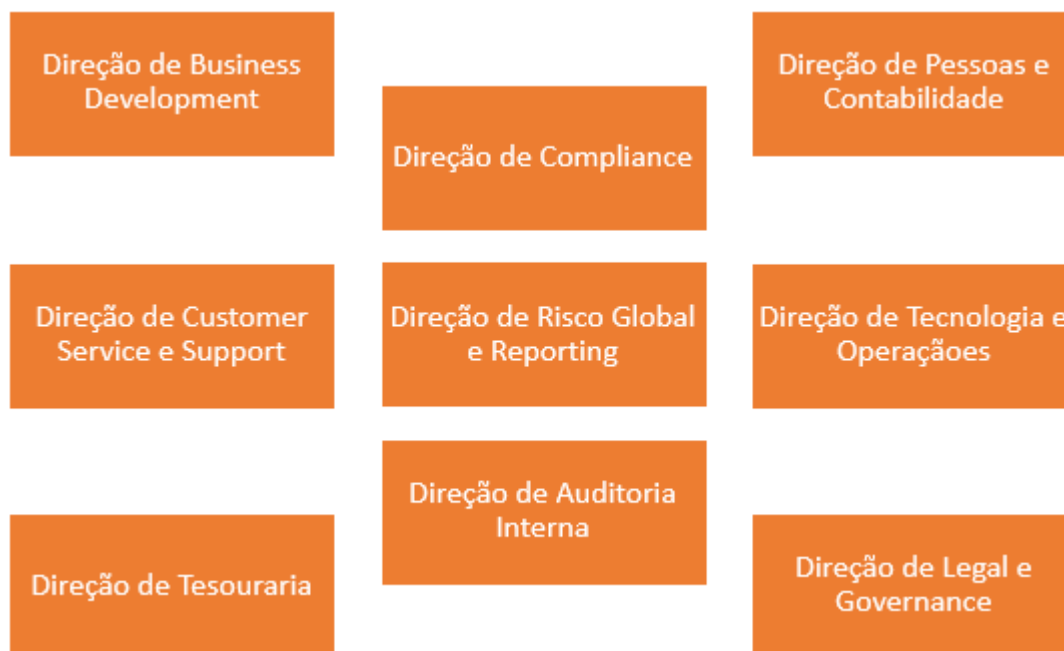 Direção de Business
Development
Direção de Compliance
Direção de Pessoas e
Contabilidade
Direção de Customer
Service e Support
Direção de Risco Global
e Reporting
Direção de Tecnologia e
Operaçãoes
Direção de Auditoria
Interna
Direção de Tesouraria
Direção de Legal e
Governance